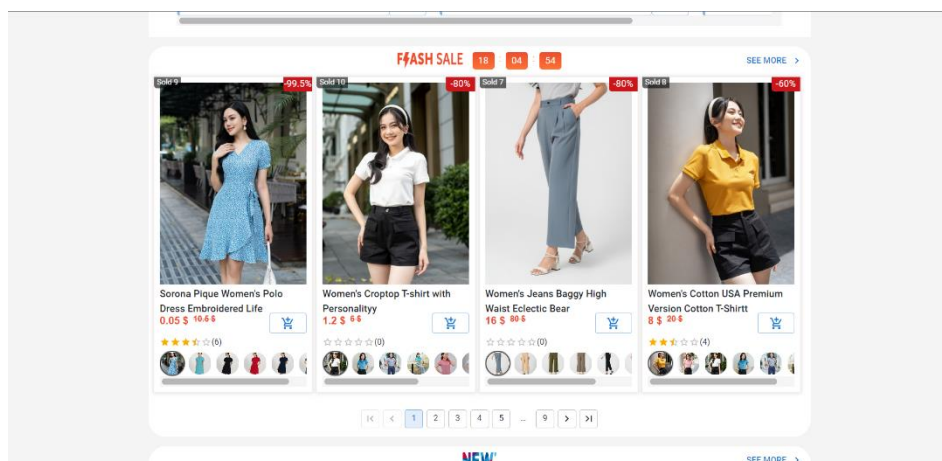 FLASH SALE 18 : 04 : 54
SEE MORE >
Sold 9
-99.5%
Sold 10
-80%
Sold 7
-80%
Sold 8
-60%
Sorona Pique Women's Polo
Dress Embroidered Life
0.05 $ 10.5 $
(6)
Women's Croptop T-shirt with
Personalityy
1.2 $ 6 $
(0)
Women's Jeans Baggy High
Waist Eclectic Bear
16 $ 80 $
(0)
Women's Cotton USA Premium
Version Cotton T-Shirtt
8 $ 20 $
(4)
1 2 3 4 5 … 9
NEW
SEE MORE >